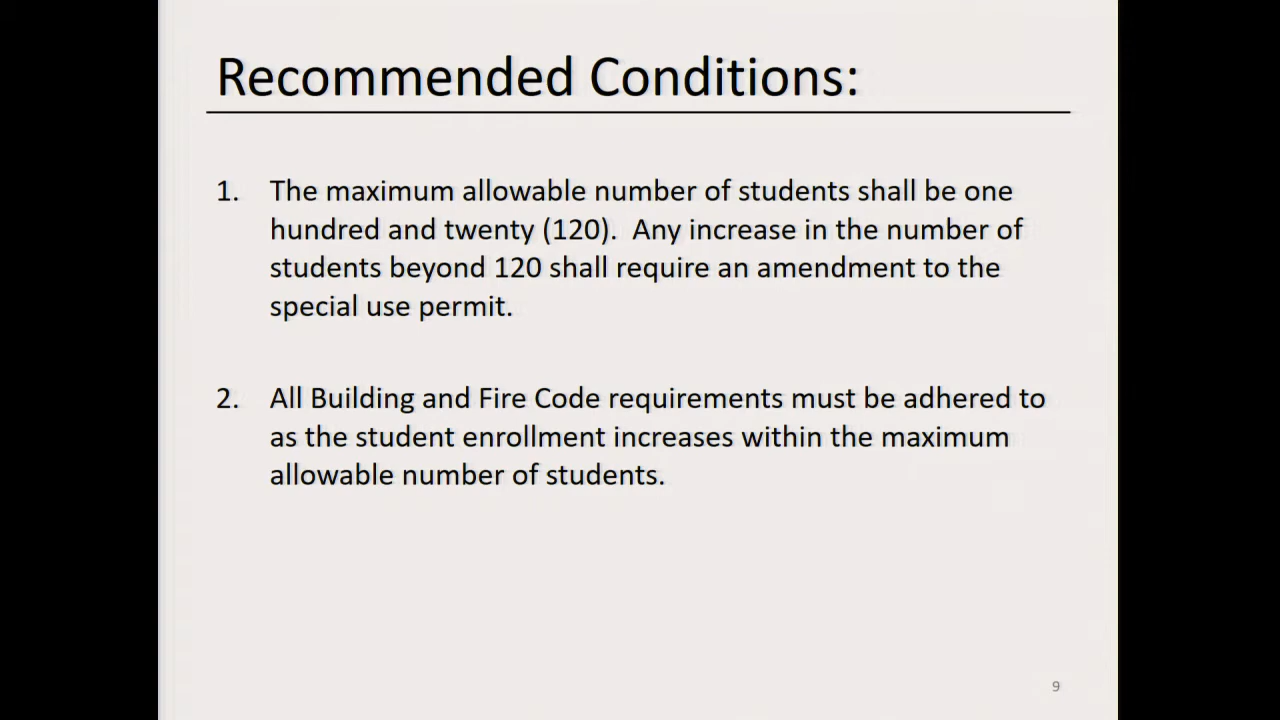 Recommended Conditions:
1. The maximum allowable number of students shall be one
hundred and twenty (120).  Any increase in the number of
students beyond 120 shall require an amendment to the
special use permit.
2. All Building and Fire Code requirements must be adhered to
as the student enrollment increases within the maximum
allowable number of students.
9